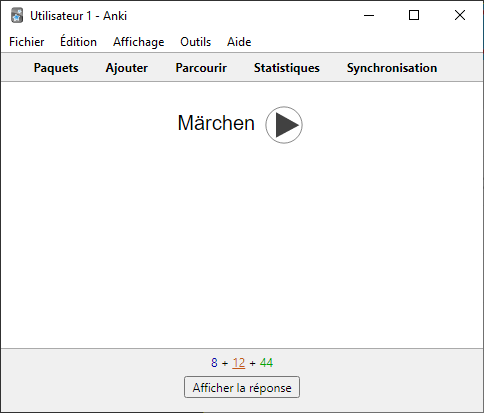 Utilisateur 1 - Anki
Fichier Édition Affichage Outils Aide
Paquets Ajouter Parcourir Statistiques Synchronisation
Märchen
8 + 12 + 44
Afficher la réponse